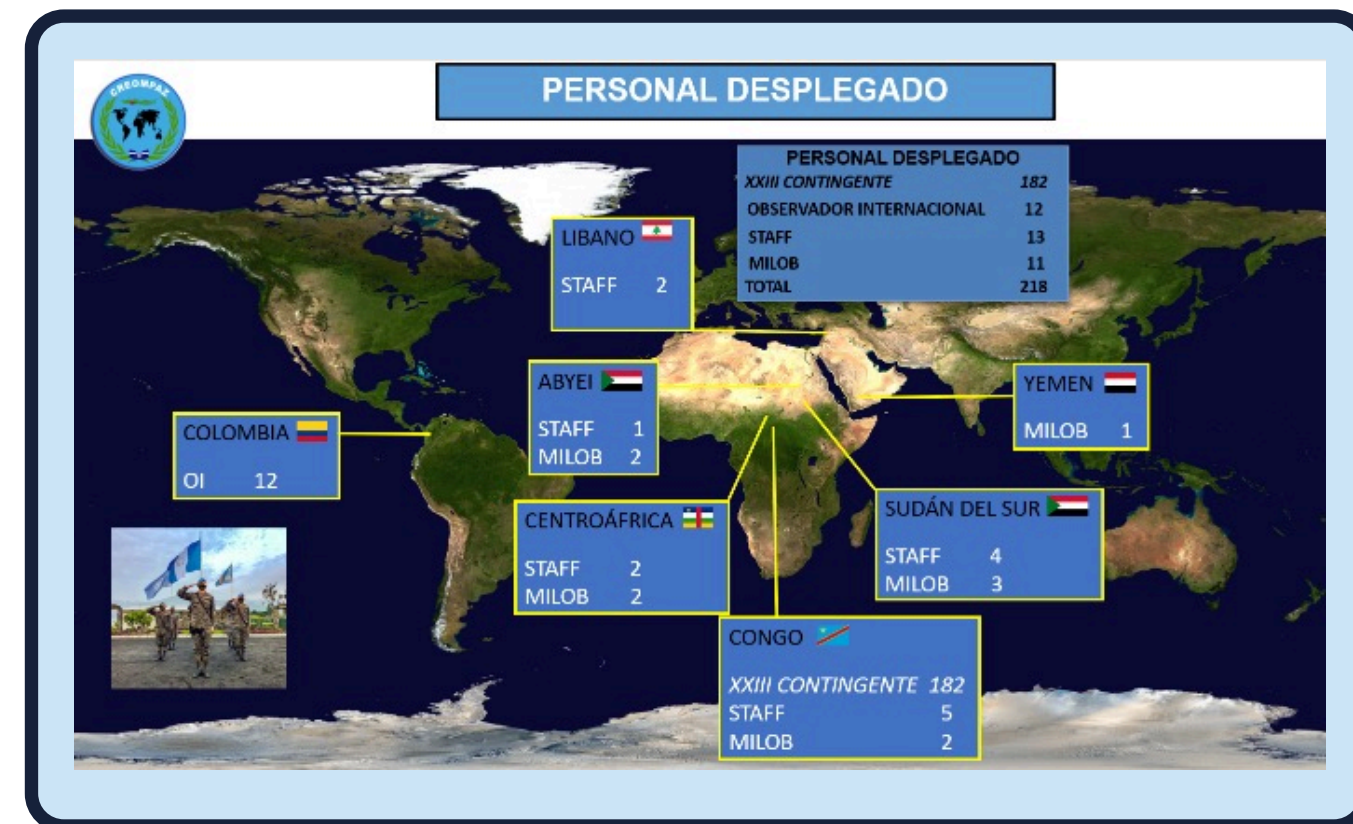 PERSONAL DESPLEGADO
CREOMPAZ
PERSONAL DESPLEGADO
XXIII CONTINGENTE 182
OBSERVADOR INTERNACIONAL 12
STAFF 13
MILOB 11
TOTAL 218
LIBANO
STAFF 2
ABYEI
STAFF 1
MILOB 2
YEMEN
MILOB 1
COLOMBIA
OI 12
CENTROÁFRICA
STAFF 2
MILOB 2
SUDÁN DEL SUR
STAFF 4
MILOB 3
CONGO
XXIII CONTINGENTE 182
STAFF 5
MILOB 2